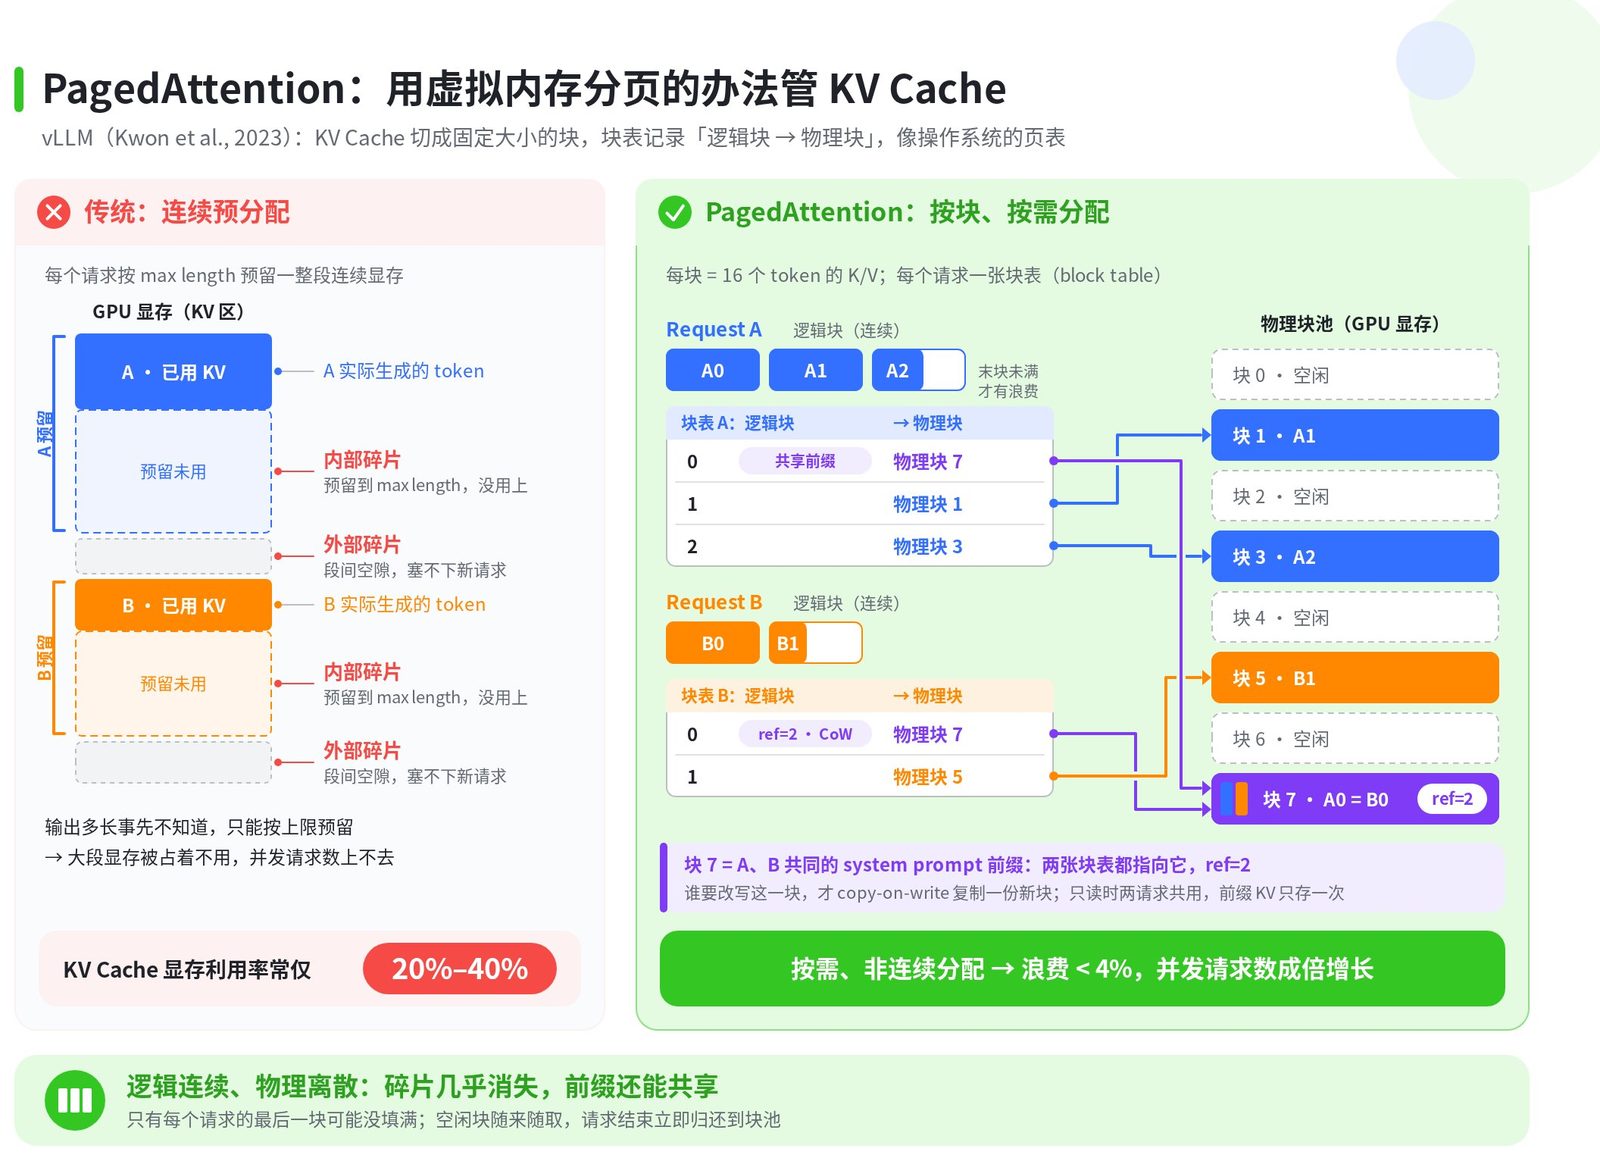 PagedAttention：用虚拟内存分页的办法管 KV Cache
vLLM（Kwon et al., 2023）：KV Cache 切成固定大小的块，块表记录「逻辑块 → 物理块」，像操作系统的页表
传统：连续预分配
每个请求按 max length 预留一整段连续显存
GPU 显存（KV 区）
A 预留
A · 已用 KV
A 实际生成的 token
预留未用
内部碎片
预留到 max length，没用上
外部碎片
段间空隙，塞不下新请求
B 预留
B · 已用 KV
B 实际生成的 token
预留未用
内部碎片
预留到 max length，没用上
外部碎片
段间空隙，塞不下新请求
输出多长事先不知道，只能按上限预留
→ 大段显存被占着不用，并发请求数上不去
KV Cache 显存利用率常仅
20%–40%
PagedAttention：按块、按需分配
每块 = 16 个 token 的 K/V；每个请求一张块表（block table）
Request A 逻辑块（连续）
A0 A1 A2
末块未满
才有浪费
块表 A：逻辑块 → 物理块
0 共享前缀 物理块 7
1 物理块 1
2 物理块 3
Request B 逻辑块（连续）
B0 B1
块表 B：逻辑块 → 物理块
0 ref=2 · CoW 物理块 7
1 物理块 5
物理块池（GPU 显存）
块 0 · 空闲
块 1 · A1
块 2 · 空闲
块 3 · A2
块 4 · 空闲
块 5 · B1
块 6 · 空闲
块 7 · A0 = B0 ref=2
块 7 = A、B 共同的 system prompt 前缀：两张块表都指向它，ref=2
谁要改写这一块，才 copy-on-write 复制一份新块；只读时两请求共用，前缀 KV 只存一次
按需、非连续分配 → 浪费 < 4%，并发请求数成倍增长
逻辑连续、物理离散：碎片几乎消失，前缀还能共享
只有每个请求的最后一块可能没填满；空闲块随来随取，请求结束立即归还到块池